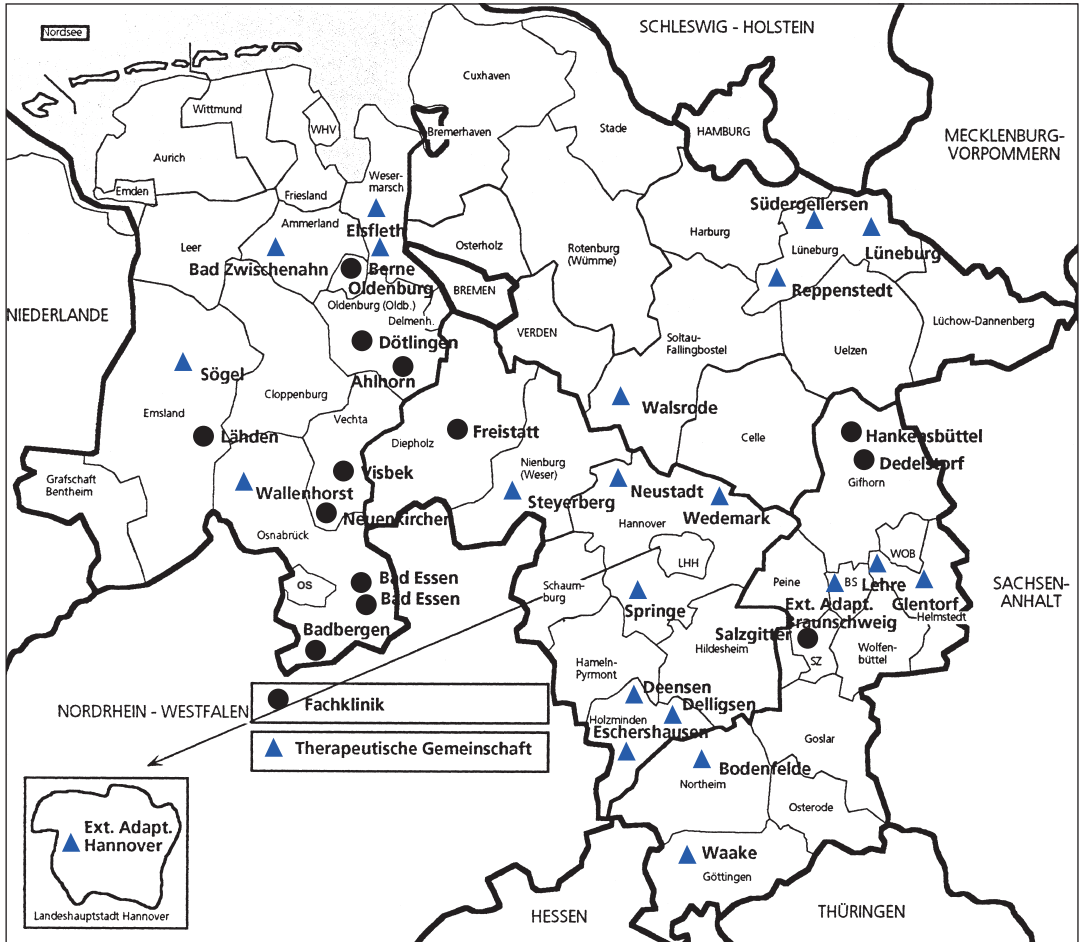 Nordsee
SCHLESWIG - HOLSTEIN
Cuxhaven
Wittmund
WHV
Bremerhaven
Stade
HAMBURG
MECKLENBURG-
VORPOMMERN
Aurich
Emden
Friesland
Weser-
marsch
Ammerland
Elsfleth
Leer
Bad Zwischenahn
Berne
Oldenburg
Oldenburg (Oldb.)
Delmenh.
Osterholz
BREMEN
Rotenburg
(Wümme)
Harburg
Südergellersen
Lüneburg
Lüneburg
Reppenstedt
NIEDERLANDE
VERDEN
Soltau-
Fallingbostel
Uelzen
Lüchow-Dannenberg
Dötlingen
Ahlhorn
Sögel
Cloppenburg
Emsland
Vechta
Lähden
Diepholz
Freistatt
Walsrode
Celle
Hankensbüttel
Dedelstorf
Gifhorn
Grafschaft
Bentheim
Visbek
Wallenhorst
Neuenkirchen
Osnabrück
Nienburg
(Weser)
Steyerberg
Neustadt
Wedemark
Hannover
LHH
OS
Bad Essen
Bad Essen
Badbergen
Schaum-
burg
Springe
Peine
BS
WOB
Lehre
Glentorf
Helmstedt
Ext. Adapt.
Braunschweig
Salzgitter
SZ
Wolfen-
büttel
SACHSEN-
ANHALT
Hildesheim
Hameln-
Pyrmont
Deensen
Delligsen
Holzminden
Eschershausen
Bodenfelde
Northeim
Goslar
Osterode
Waake
Göttingen
NORDRHEIN - WESTFALEN
Fachklinik
Therapeutische Gemeinschaft
Ext. Adapt.
Hannover
Landeshauptstadt Hannover
HESSEN
THÜRINGEN